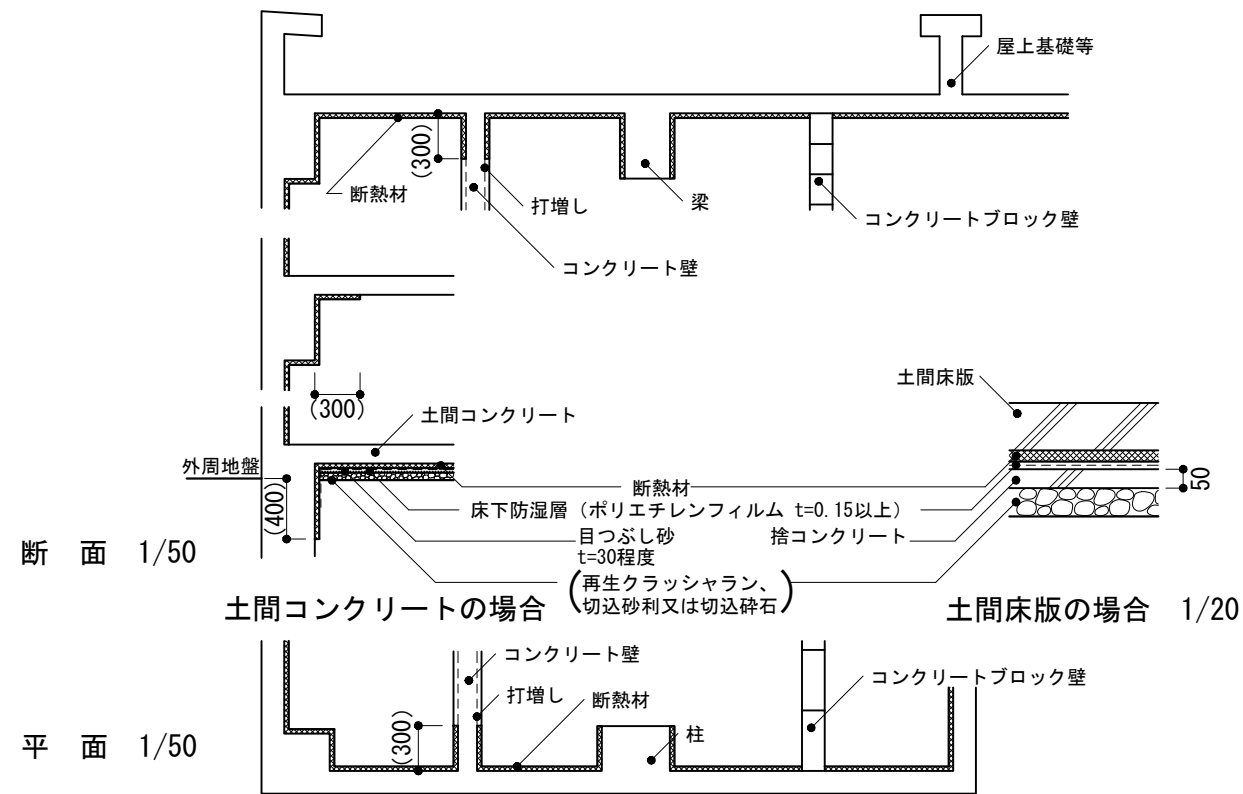 屋上基礎等
(300)
断熱材
打増し
梁
コンクリートブロック壁
コンクリート壁
土間床版
(300)
土間コンクリート
外周地盤
(400)
断熱材
50
床下防湿層（ポリエチレンフィルム t=0.15以上）
目つぶし砂
t=30程度
捨コンクリート
断 面 1/50
(再生クラッシャラン、
切込砂利又は切込砕石)
土間コンクリートの場合
土間床版の場合 1/20
コンクリート壁
コンクリートブロック壁
打増し
断熱材
(300)
柱
平 面 1/50